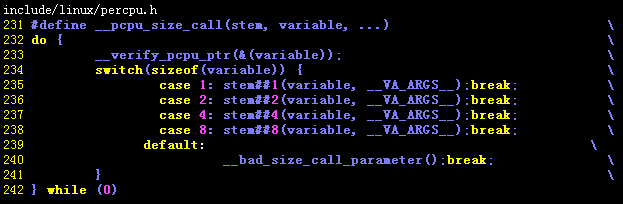 include/linux/percpu.h
231 #define __pcpu_size_call(stem, variable, ...) \
232 do { \
233 __verify_pcpu_ptr(&(variable)); \
234 switch(sizeof(variable)) { \
235 case 1: stem##1(variable, __VA_ARGS__);break; \
236 case 2: stem##2(variable, __VA_ARGS__);break; \
237 case 4: stem##4(variable, __VA_ARGS__);break; \
238 case 8: stem##8(variable, __VA_ARGS__);break; \
239 default: \
240 __bad_size_call_parameter();break; \
241 } \
242 } while (0)